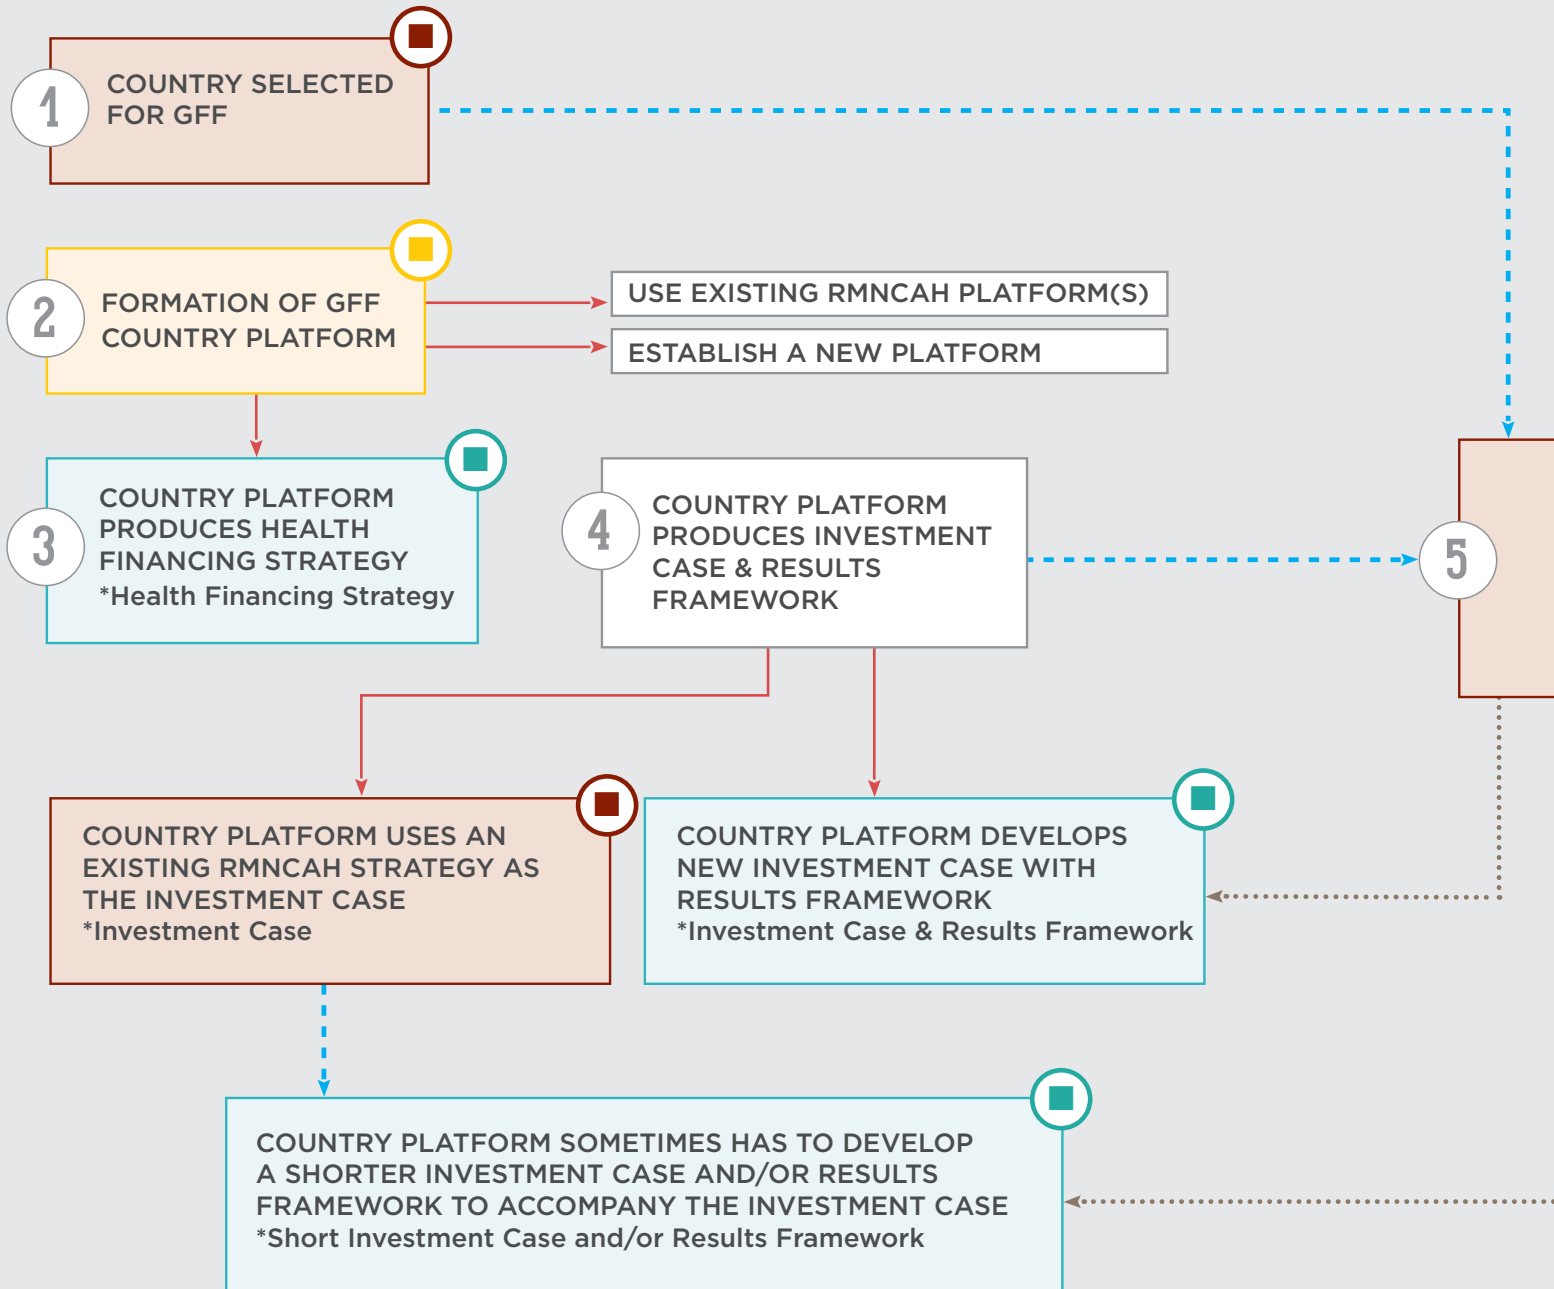 1
COUNTRY SELECTED
FOR GFF
2
FORMATION OF GFF
COUNTRY PLATFORM
USE EXISTING RMNCAH PLATFORM(S)
ESTABLISH A NEW PLATFORM
3
COUNTRY PLATFORM
PRODUCES HEALTH
FINANCING STRATEGY
*Health Financing Strategy
4
COUNTRY PLATFORM
PRODUCES INVESTMENT
CASE & RESULTS
FRAMEWORK
5
COUNTRY PLATFORM USES AN
EXISTING RMNCAH STRATEGY AS
THE INVESTMENT CASE
*Investment Case
COUNTRY PLATFORM DEVELOPS
NEW INVESTMENT CASE WITH
RESULTS FRAMEWORK
*Investment Case & Results Framework
COUNTRY PLATFORM SOMETIMES HAS TO DEVELOP
A SHORTER INVESTMENT CASE AND/OR RESULTS
FRAMEWORK TO ACCOMPANY THE INVESTMENT CASE
*Short Investment Case and/or Results Framework